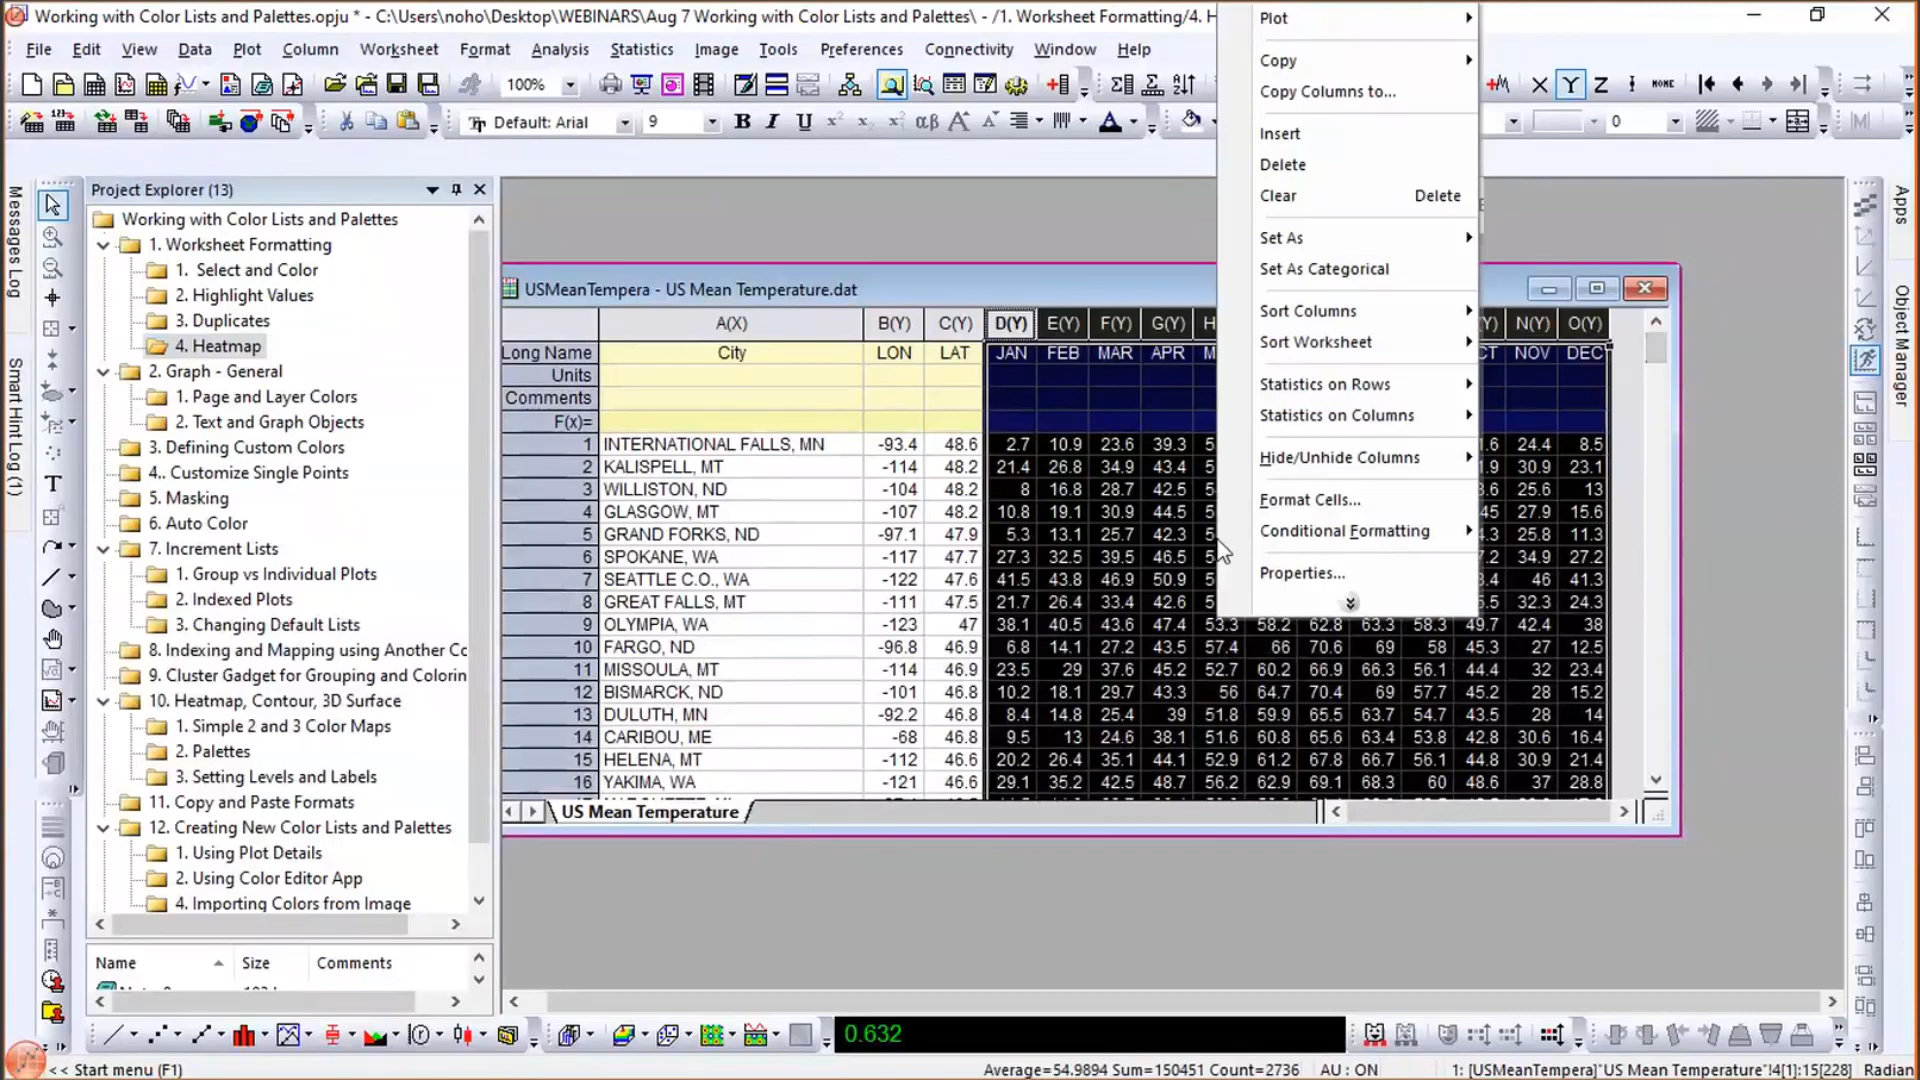 Working with Color Lists and Palettes.opju * - C:\Users\noho\Desktop\WEBINARS\Aug 7 Working with Color Lists and Palettes\ - /1. Worksheet Formatting/4. H
File Edit View Data Plot Column Worksheet Format Analysis Statistics Image Tools Preferences Connectivity Window Help
100%
X Y Z HOME
Default: Arial 9 B I U αβ A A A 0
Messages Log
Smart Hint Log (1)
Project Explorer (13)
Working with Color Lists and Palettes
1. Worksheet Formatting
1. Select and Color
2. Highlight Values
3. Duplicates
4. Heatmap
2. Graph - General
1. Page and Layer Colors
2. Text and Graph Objects
3. Defining Custom Colors
4.. Customize Single Points
5. Masking
6. Auto Color
7. Increment Lists
1. Group vs Individual Plots
2. Indexed Plots
3. Changing Default Lists
8. Indexing and Mapping using Another Cc
9. Cluster Gadget for Grouping and Colorin
10. Heatmap, Contour, 3D Surface
1. Simple 2 and 3 Color Maps
2. Palettes
3. Setting Levels and Labels
11. Copy and Paste Formats
12. Creating New Color Lists and Palettes
1. Using Plot Details
2. Using Color Editor App
4. Importing Colors from Image
Name Size Comments
USMeanTempera - US Mean Temperature.dat
A(X) B(Y) C(Y) D(Y) E(Y) F(Y) G(Y) H (Y) N(Y) O(Y)
Long Name City LON LAT JAN FEB MAR APR M CT NOV DEC
Units
Comments
F(x)=
1 INTERNATIONAL FALLS, MN -93.4 48.6 2.7 10.9 23.6 39.3 5 1.6 24.4 8.5
2 KALISPELL, MT -114 48.2 21.4 26.8 34.9 43.4 5 1.9 30.9 23.1
3 WILLISTON, ND -104 48.2 8 16.8 28.7 42.5 5 3.6 25.6 13
4 GLASGOW, MT -107 48.2 10.8 19.1 30.9 44.5 5 45 27.9 15.6
5 GRAND FORKS, ND -97.1 47.9 5.3 13.1 25.7 42.3 5 4.3 25.8 11.3
6 SPOKANE, WA -117 47.7 27.3 32.5 39.5 46.5 5 7.2 34.9 27.2
7 SEATTLE C.O., WA -122 47.6 41.5 43.8 46.9 50.9 5 3.4 46 41.3
8 GREAT FALLS, MT -111 47.5 21.7 26.4 33.4 42.6 5 5.5 32.3 24.3
9 OLYMPIA, WA -123 47 38.1 40.5 43.6 47.4 53.3 58.2 62.8 63.3 58.3 49.7 42.4 38
10 FARGO, ND -96.8 46.9 6.8 14.1 27.2 43.5 57.4 66 70.6 69 58 45.3 27 12.5
11 MISSOULA, MT -114 46.9 23.5 29 37.6 45.2 52.7 60.2 66.9 66.3 56.1 44.4 32 23.4
12 BISMARCK, ND -101 46.8 10.2 18.1 29.7 43.3 56 64.7 70.4 69 57.7 45.2 28 15.2
13 DULUTH, MN -92.2 46.8 8.4 14.8 25.4 39 51.8 59.9 65.5 63.7 54.7 43.5 28 14
14 CARIBOU, ME -68 46.8 9.5 13 24.6 38.1 51.6 60.8 65.6 63.4 53.8 42.8 30.6 16.4
15 HELENA, MT -112 46.6 20.2 26.4 35.1 44.1 52.9 61.2 67.8 66.7 56.1 44.8 30.9 21.4
16 YAKIMA, WA -121 46.6 29.1 35.2 42.5 48.7 56.2 62.9 69.1 68.3 60 48.6 37 28.8
US Mean Temperature
Plot
Copy
Copy Columns to...
Insert
Delete
Clear Delete
Set As
Set As Categorical
Sort Columns
Sort Worksheet
Statistics on Rows
Statistics on Columns
Hide/Unhide Columns
Format Cells...
Conditional Formatting
Properties...
Apps
Object Manager
0.632
<< Start menu (F1)
Average=54.9894 Sum=150451 Count=2736 AU : ON 1: [USMeanTempera]"US Mean Temperature"!4[1]:15[228] Radian